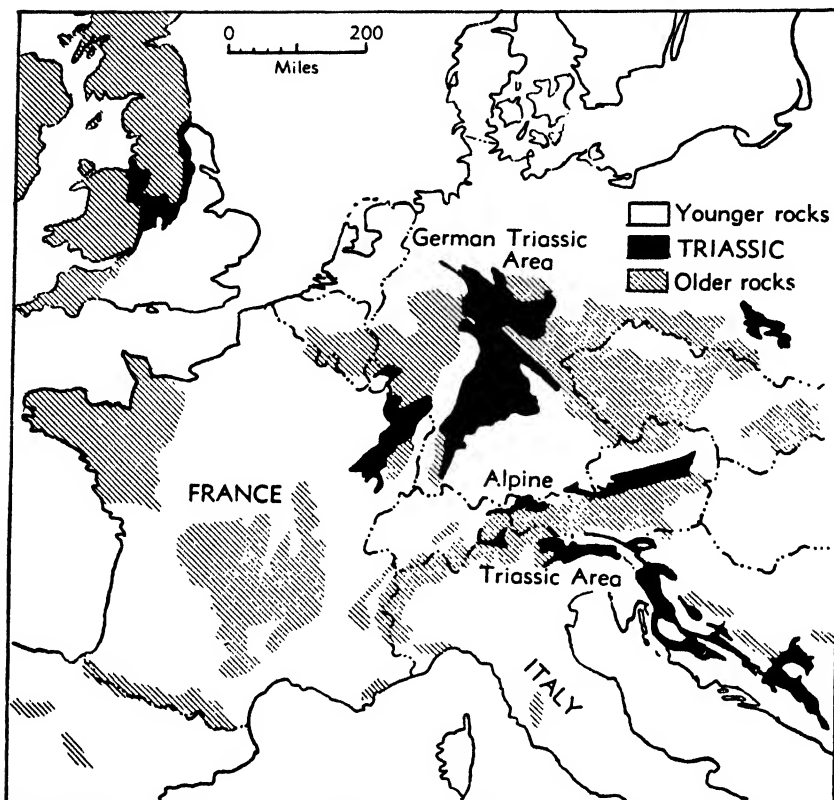 0 200
Miles
German Triassic
Area
Younger rocks
TRIASSIC
Older rocks
FRANCE
Alpine
Triassic Area
ITALY